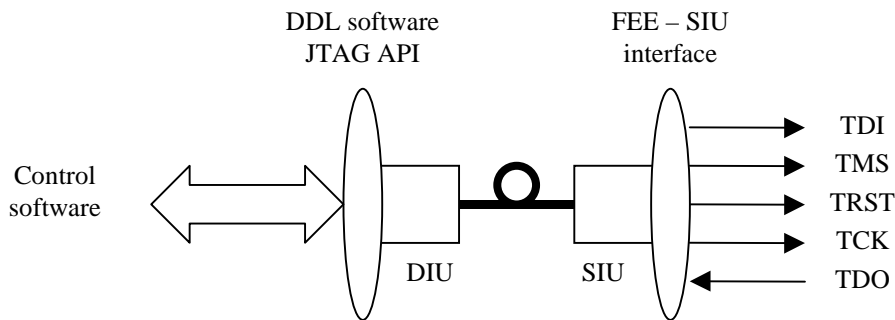 DDL software
JTAG API
FEE – SIU
interface
Control
software
DIU
SIU
TDI
TMS
TRST
TCK
TDO